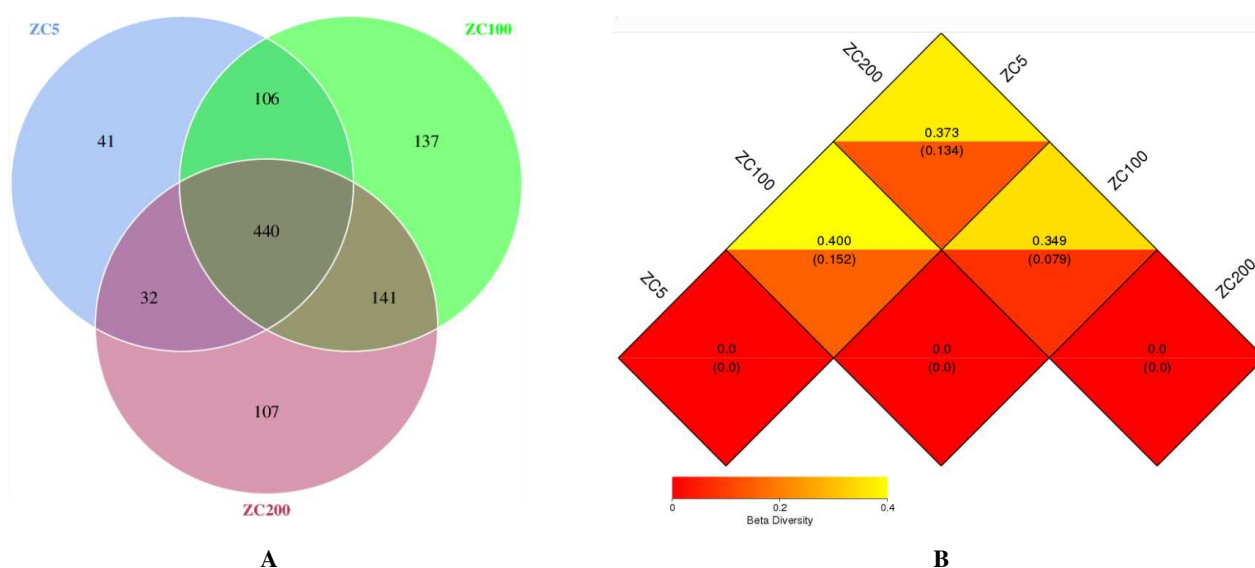 ZC5
ZC100
106
41
137
440
32
141
107
ZC200
A
ZC200
ZC5
0.373
(0.134)
ZC100
ZC100
0.400
(0.152)
0.349
(0.079)
ZC5
ZC200
0.0
(0.0)
0.0
(0.0)
0.0
(0.0)
0
0.2
0.4
Beta Diversity
B